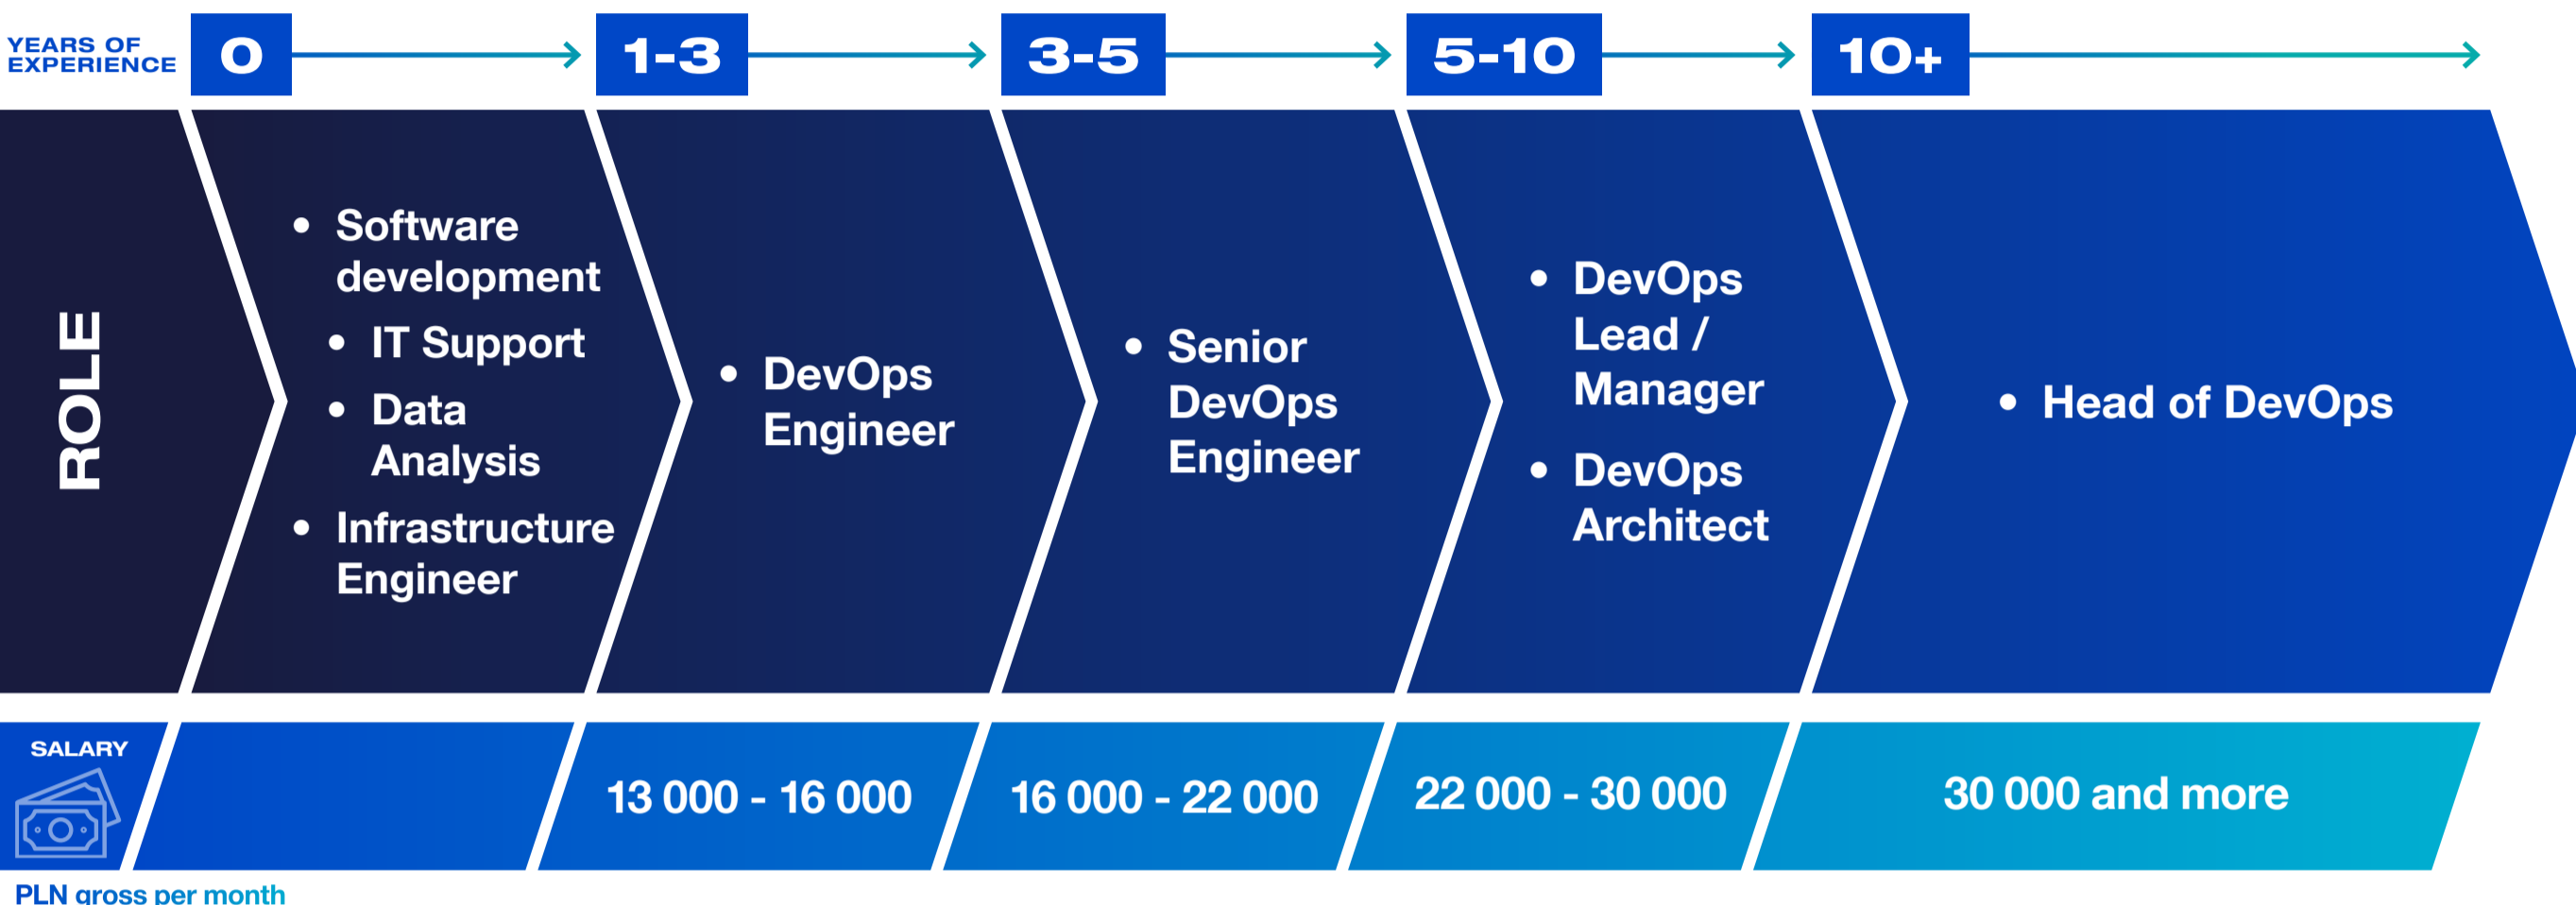 YEARS OF
EXPERIENCE
0
1-3
3-5
5-10
10+
ROLE
• Software
development
• IT Support
• Data
Analysis
• Infrastructure
Engineer
• DevOps
Engineer
• Senior
DevOps
Engineer
• DevOps
Lead /
Manager
• DevOps
Architect
• Head of DevOps
SALARY
13 000 - 16 000
16 000 - 22 000
22 000 - 30 000
30 000 and more
PLN gross per month